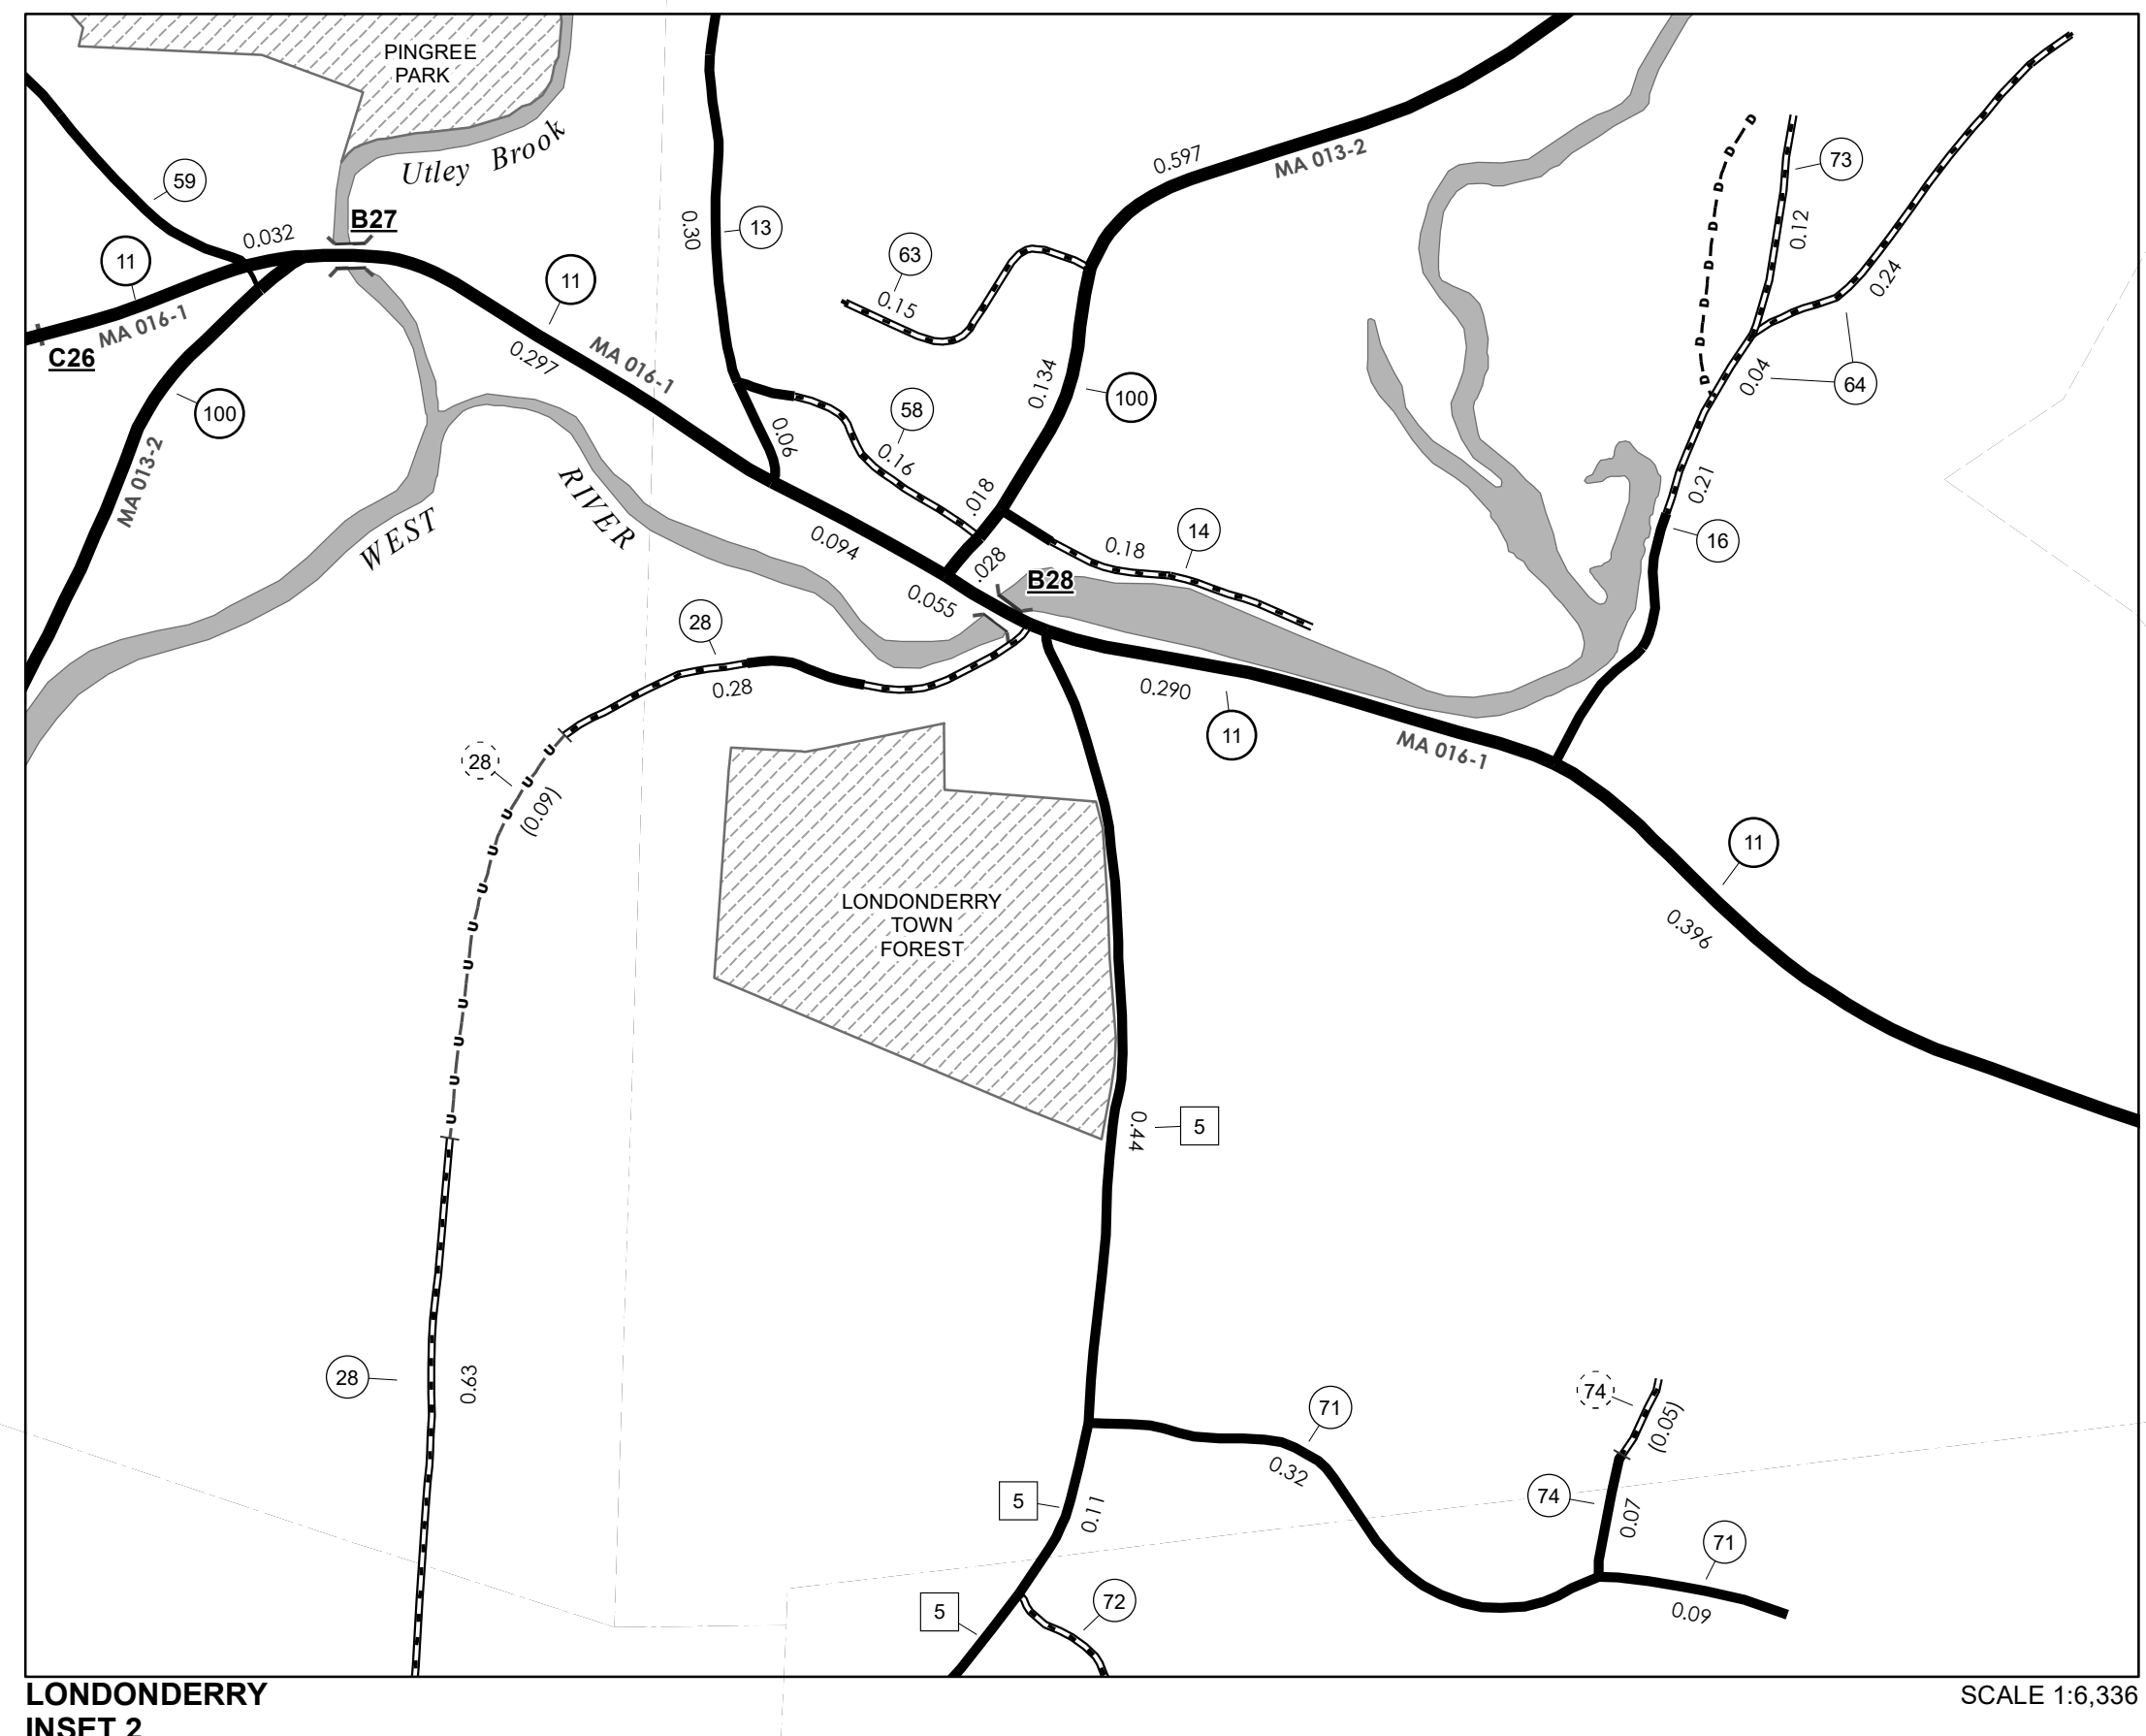 PINGREE
PARK
Utley Brook
59
B27
0.032
11
MA 016-1
C26
100
MA 013-2
11
0.297
MA 016-1
0.30
13
0.06
63
0.15
58
0.16
0.597
MA 013-2
0.134
100
.018
.028
14
0.18
B28
0.094
0.055
WEST
RIVER
D
D
D
D
D
D
D
73
0.12
0.24
64
0.04
0.21
16
28
0.28
28
(0.09)
U
U
U
U
U
U
U
U
U
U
U
0.290
11
MA 016-1
11
0.396
LONDONDERRY
TOWN
FOREST
0.44
5
28
0.63
71
0.32
74
(0.05)
74
0.07
71
0.09
5
0.11
5
72
LONDONDERRY
INSET 2
SCALE 1:6,336